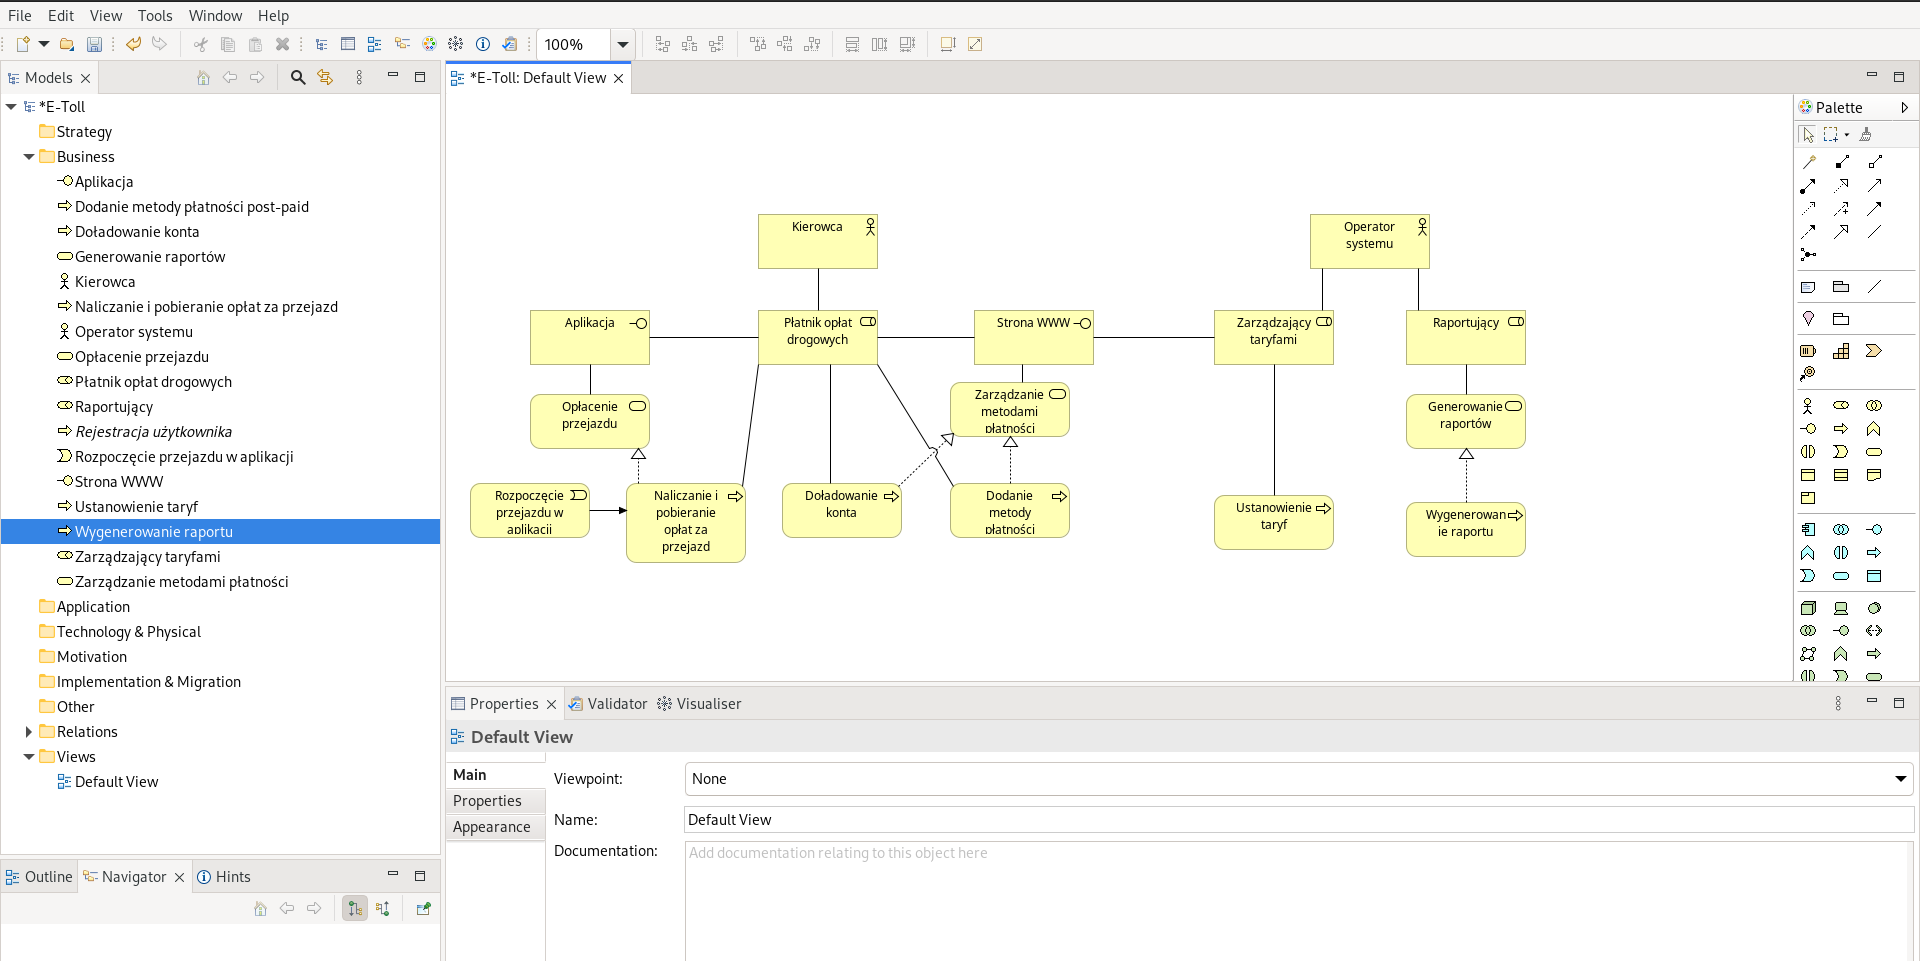 File Edit View Tools Window Help
100%
Models
*E-Toll
Strategy
Business
Aplikacja
Dodanie metody płatności post-paid
Doładowanie konta
Generowanie raportów
Kierowca
Naliczanie i pobieranie opłat za przejazd
Operator systemu
Opłacenie przejazdu
Płatnik opłat drogowych
Raportujący
Rejestracja użytkownika
Rozpoczęcie przejazdu w aplikacji
Strona WWW
Ustanowienie taryf
Wygenerowanie raportu
Zarządzający taryfami
Zarządzanie metodami płatności
Application
Technology & Physical
Motivation
Implementation & Migration
Other
Relations
Views
Default View
Outline Navigator Hints
*E-Toll: Default View
Kierowca
Operator
systemu
Aplikacja
Płatnik opłat
drogowych
Strona WWW
Zarządzający
taryfami
Raportujący
Opłacenie
przejazdu
Zarządzanie
metodami
płatności
Generowanie
raportów
Rozpoczęcie
przejazdu w
aplikacji
Naliczanie i
pobieranie
opłat za
przejazd
Doładowanie
konta
Dodanie
metody
płatności
Ustanowienie
taryf
Wygenerowan
ie raportu
Palette
Properties Validator Visualiser
Default View
Main
Properties
Appearance
Viewpoint: None
Name: Default View
Documentation: Add documentation relating to this object here